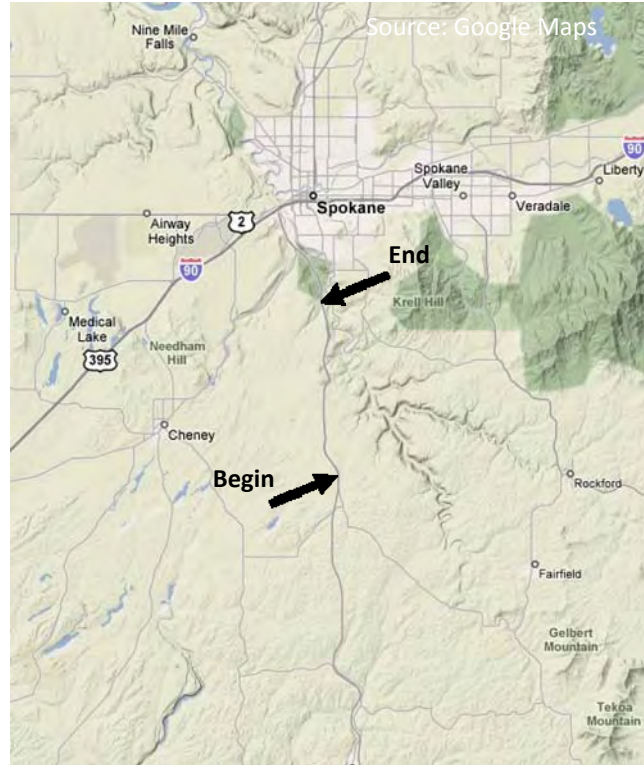 Source: Google Maps
Nine Mile
Falls
90
Spokane
Valley
Liberty
Spokane
Veradale
2
Airway
Heights
End
90
Krell Hill
Medical
Lake
Needham
Hill
395
Cheney
Begin
Rockford
Fairfield
Gelbert
Mountain
Tekoa
Mountain